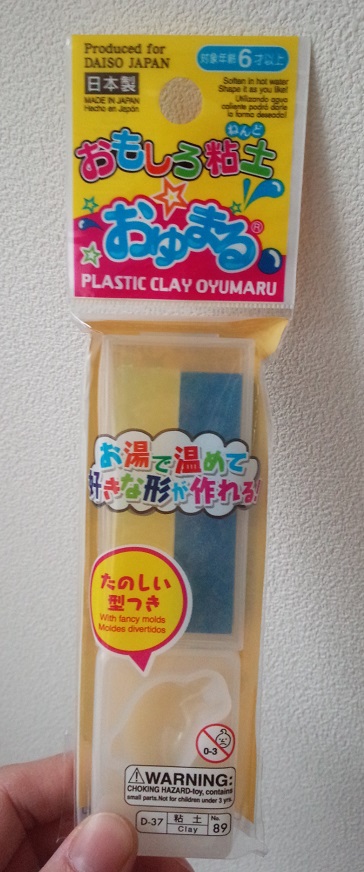 Produced for
DAISO JAPAN
対象年齢6才以上
日本製
MADE IN JAPAN
Hecho en Japón
Soften in hot water
Shape it as you like!
Utilizando agua
caliente podrá darle
la forma deseada!
ねんど
おもしろ粘土
おゆまる®
PLASTIC CLAY OYUMARU
お湯で温めて
好きな形が作れる!
たのしい
型つき
With fancy molds
Moldes divertidos
0-3
WARNING:
CHOKING HAZARD-toy, contains
small parts.Not for children under 3 yrs.
D-37 粘土 Clay No. 89